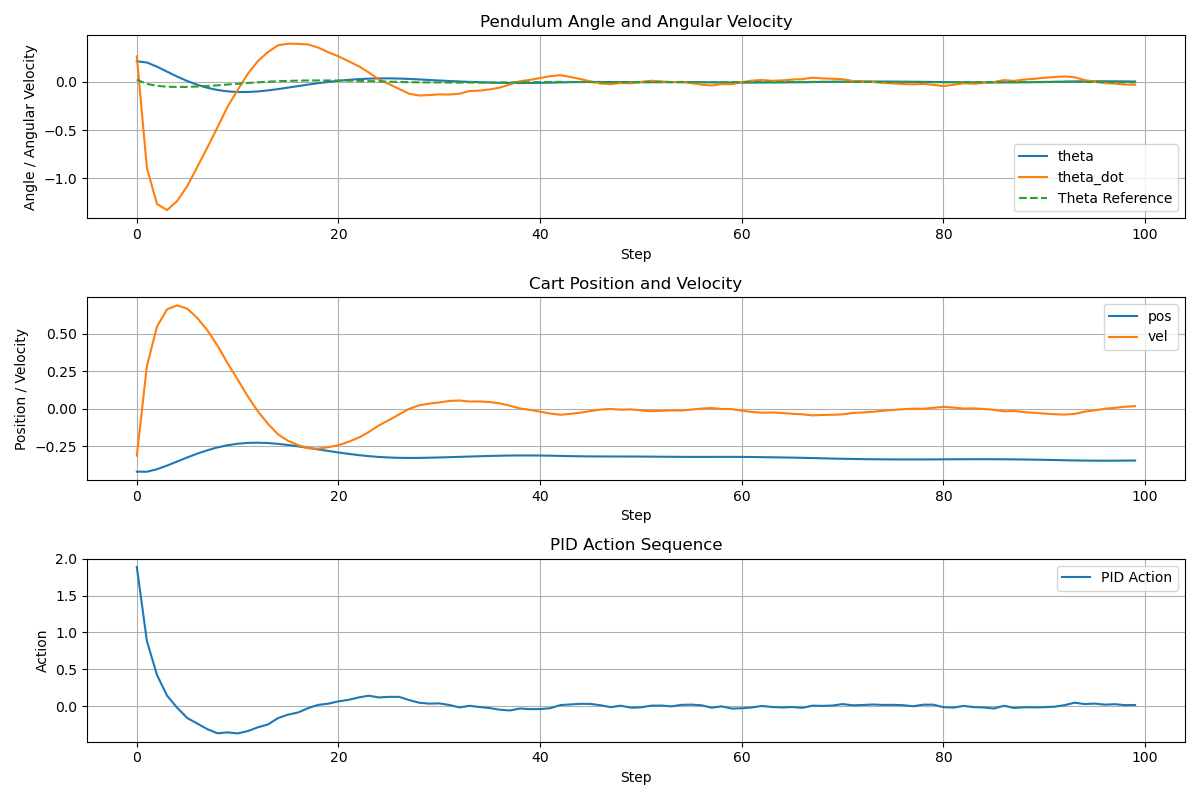 Pendulum Angle and Angular Velocity
Angle / Angular Velocity
0.0
−0.5
−1.0
theta
theta_dot
Theta Reference
0 20 40 60 80 100
Step
Cart Position and Velocity
Position / Velocity
0.50
0.25
0.00
−0.25
pos
vel
0 20 40 60 80 100
Step
PID Action Sequence
Action
2.0
1.5
1.0
0.5
0.0
PID Action
0 20 40 60 80 100
Step